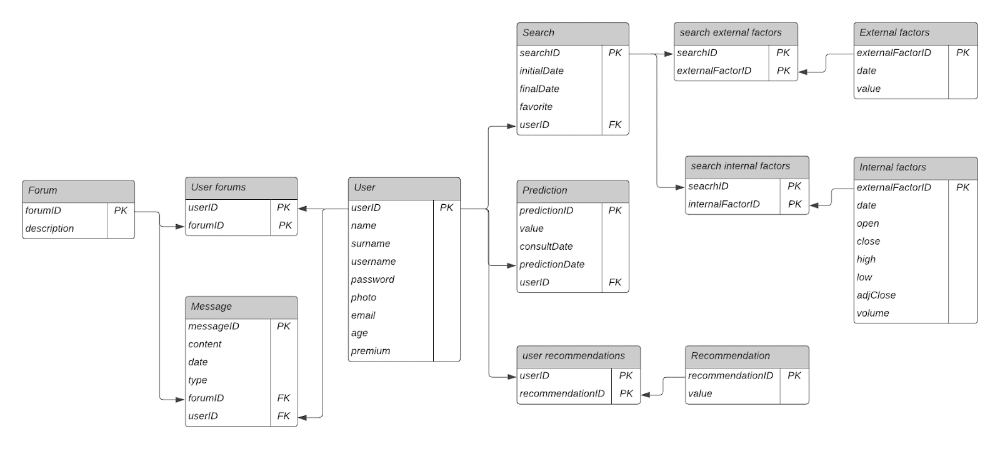 Search
searchID PK
initialDate
finalDate
favorite
userID FK
search external factors
searchID PK
externalFactorID PK
External factors
externalFactorID PK
date
value
search internal factors
seacrhID PK
internalFactorID PK
Internal factors
externalFactorID PK
date
open
close
high
low
adjClose
volume
Forum
forumID PK
description
User forums
userID PK
forumID PK
User
userID PK
name
surname
username
password
photo
email
age
premium
Prediction
predictionID PK
value
consultDate
predictionDate
userID FK
Message
messageID PK
content
date
type
forumID FK
userID FK
user recommendations
userID PK
recommendationID PK
Recommendation
recommendationID PK
value